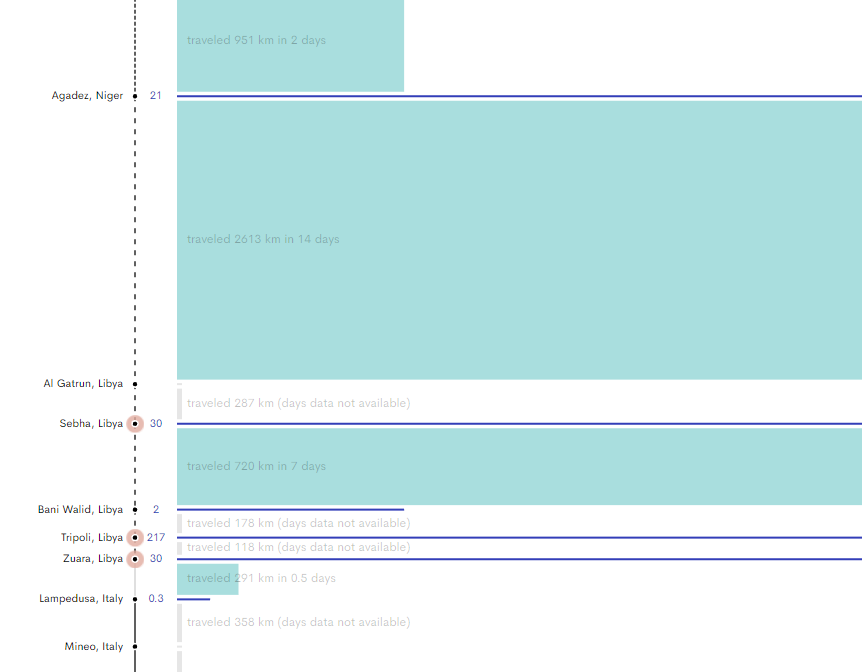 traveled 951 km in 2 days
Agadez, Niger 21
traveled 2613 km in 14 days
Al Gatrun, Libya
traveled 287 km (days data not available)
Sebha, Libya 30
traveled 720 km in 7 days
Bani Walid, Libya 2
traveled 178 km (days data not available)
Tripoli, Libya 217
traveled 118 km (days data not available)
Zuara, Libya 30
traveled 291 km in 0.5 days
Lampedusa, Italy 0.3
traveled 358 km (days data not available)
Mineo, Italy